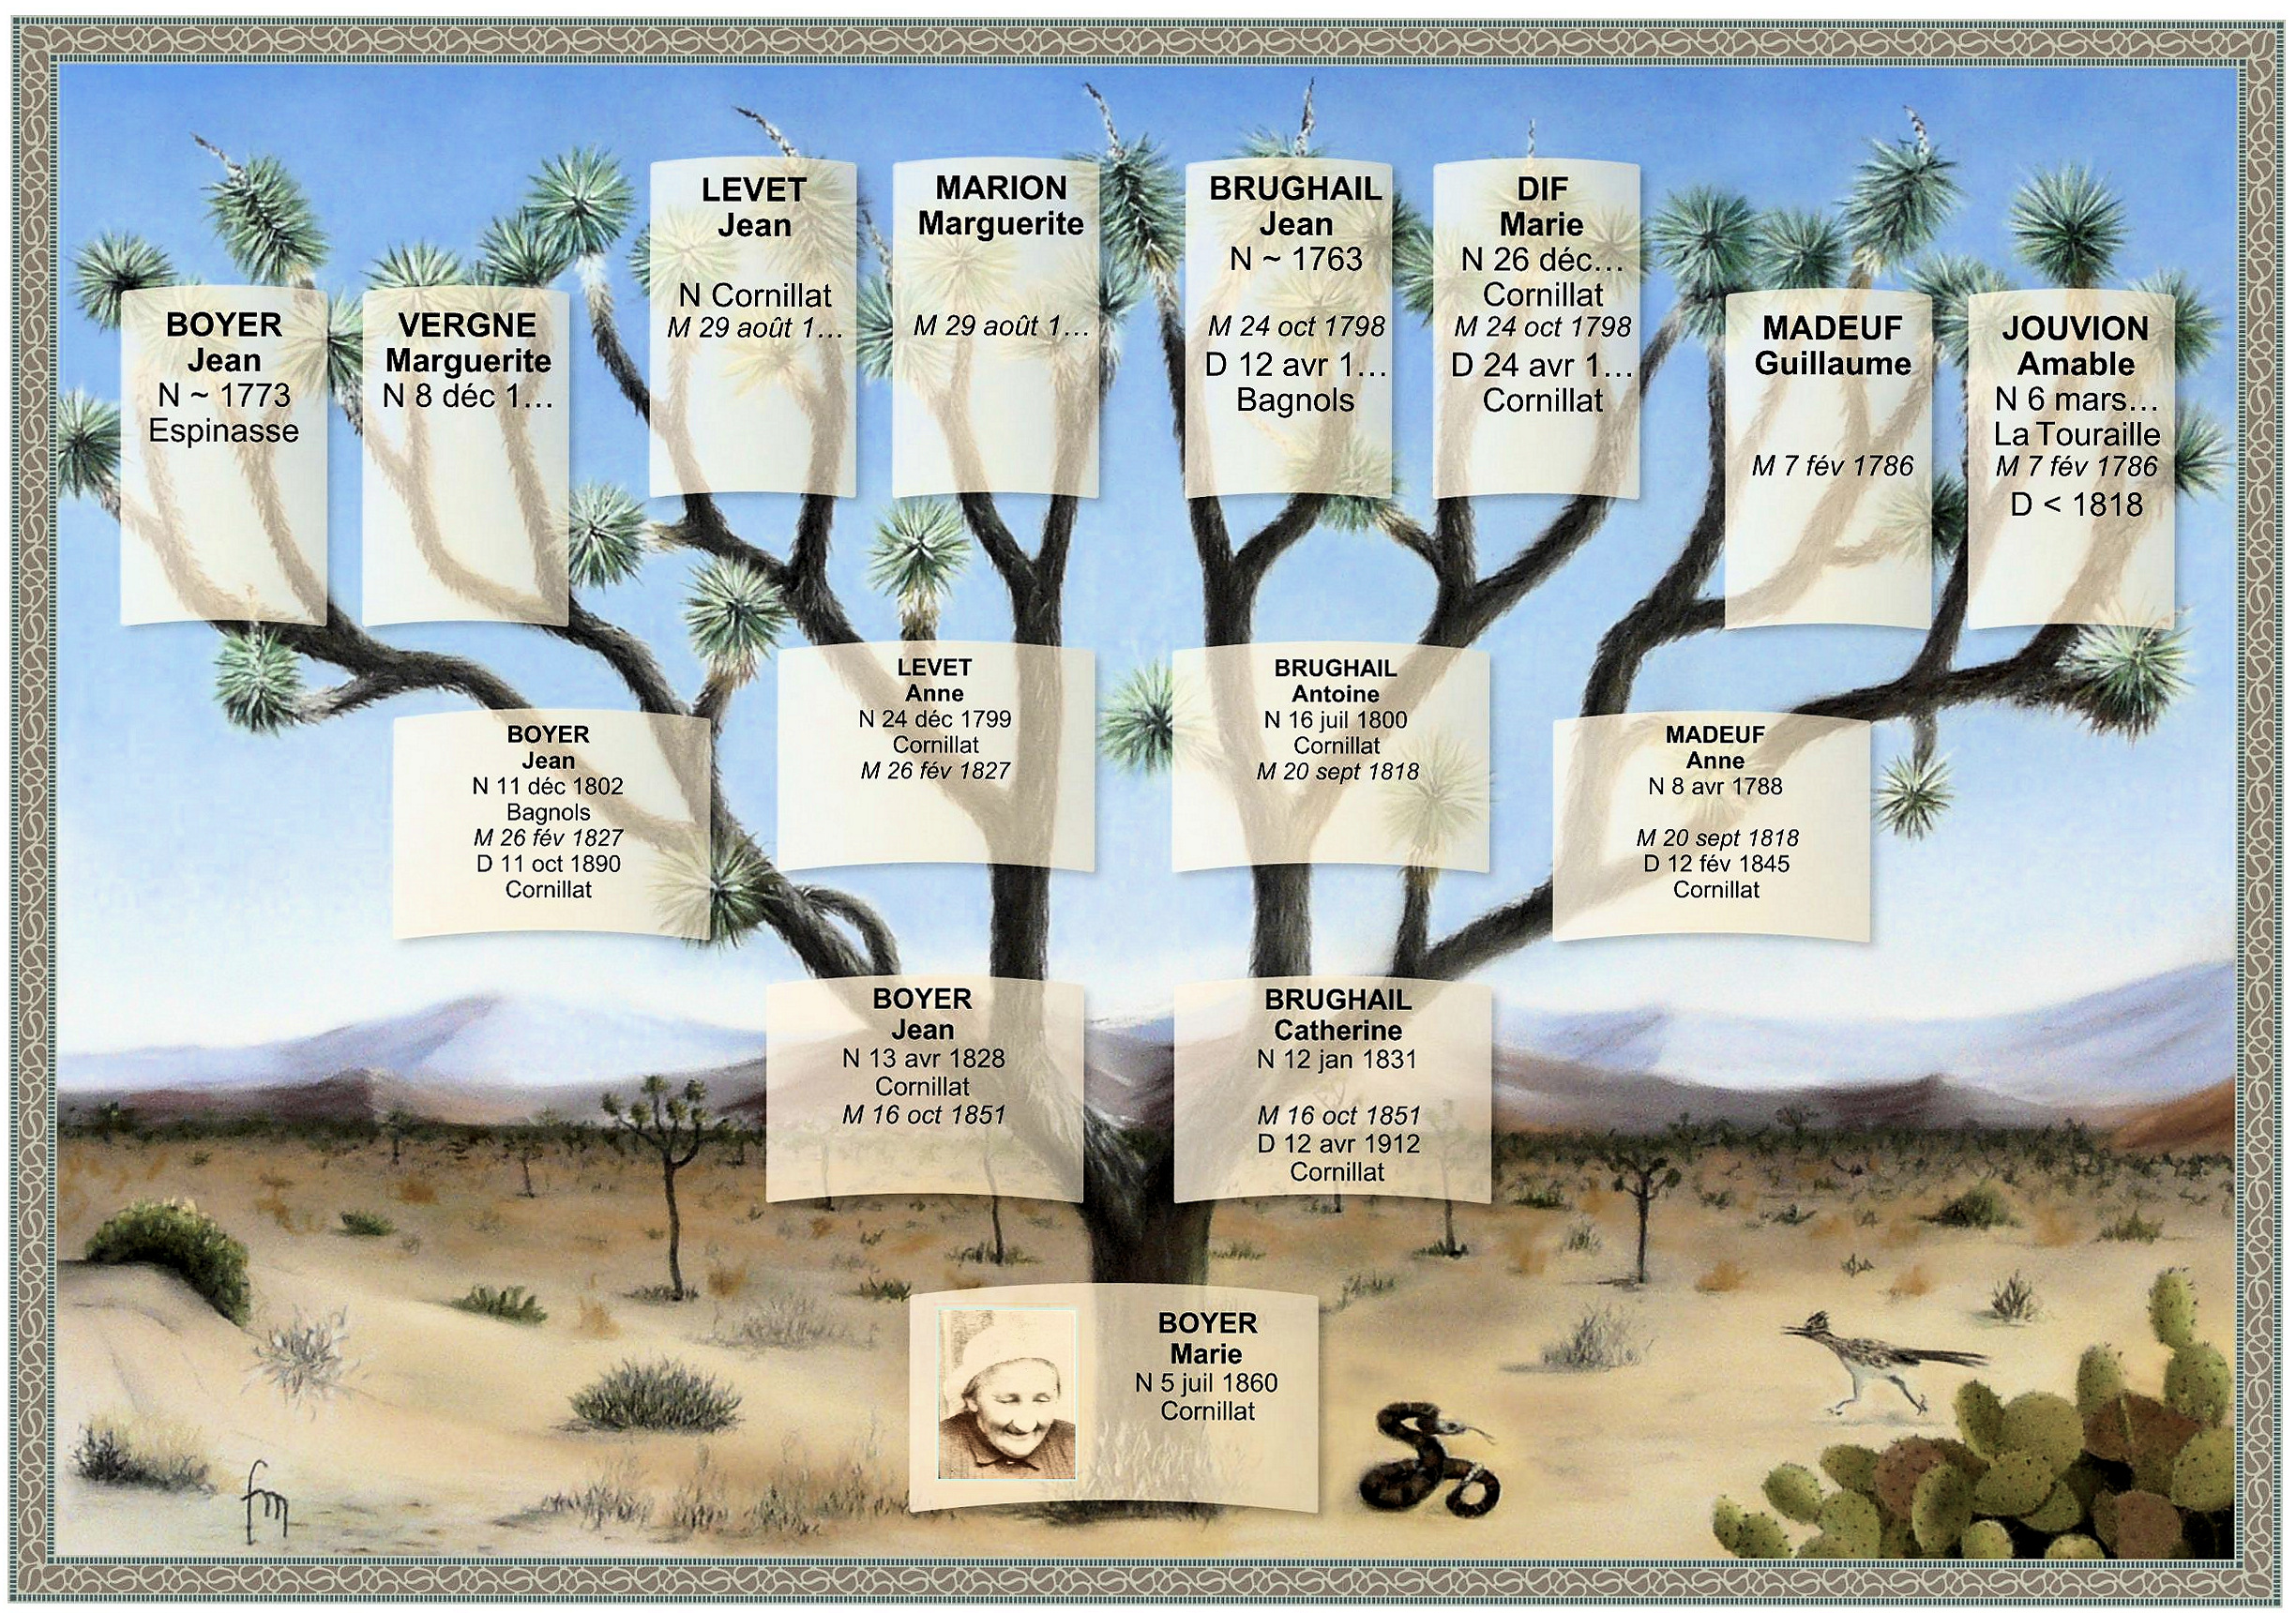 LEVET
Jean
N Cornillat
M 29 août 1…
MARION
Marguerite
M 29 août 1…
BRUGHAIL
Jean
N ~ 1763
M 24 oct 1798
D 12 avr 1…
Bagnols
DIF
Marie
N 26 déc…
Cornillat
M 24 oct 1798
D 24 avr 1…
Cornillat
BOYER
Jean
N ~ 1773
Espinasse
VERGNE
Marguerite
N 8 déc 1…
MADEUF
Guillaume
M 7 fév 1786
JOUVION
Amable
N 6 mars…
La Touraille
M 7 fév 1786
D < 1818
BOYER
Jean
N 11 déc 1802
Bagnols
M 26 fév 1827
D 11 oct 1890
Cornillat
LEVET
Anne
N 24 déc 1799
Cornillat
M 26 fév 1827
BRUGHAIL
Antoine
N 16 juil 1800
Cornillat
M 20 sept 1818
MADEUF
Anne
N 8 avr 1788
M 20 sept 1818
D 12 fév 1845
Cornillat
BOYER
Jean
N 13 avr 1828
Cornillat
M 16 oct 1851
BRUGHAIL
Catherine
N 12 jan 1831
M 16 oct 1851
D 12 avr 1912
Cornillat
BOYER
Marie
N 5 juil 1860
Cornillat
fm